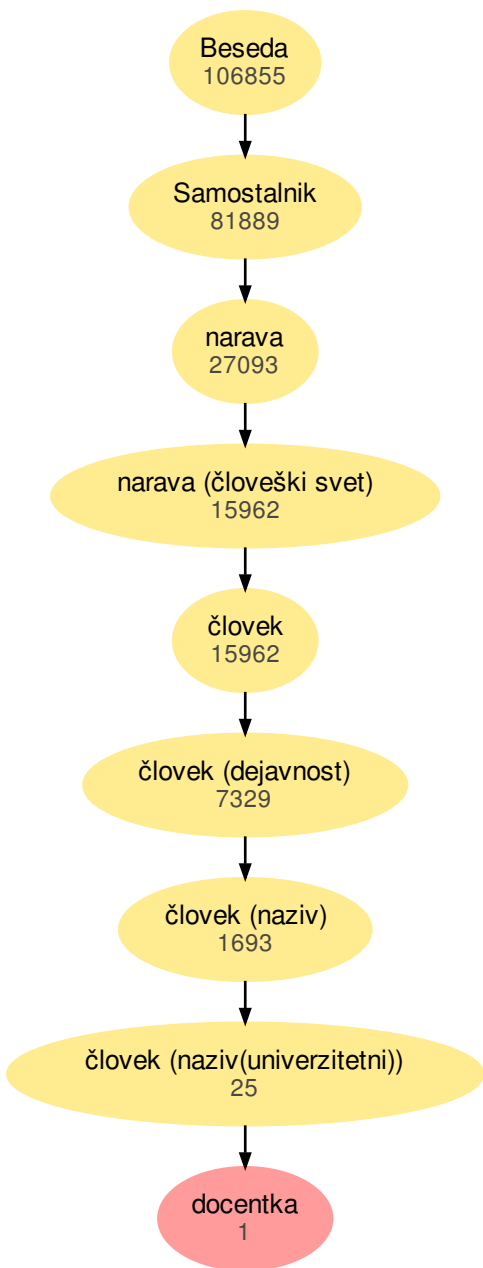 Beseda
106855
Samostalnik
81889
narava
27093
narava (človeški svet)
15962
človek
15962
človek (dejavnost)
7329
človek (naziv)
1693
človek (naziv(univerzitetni))
25
docentka
1